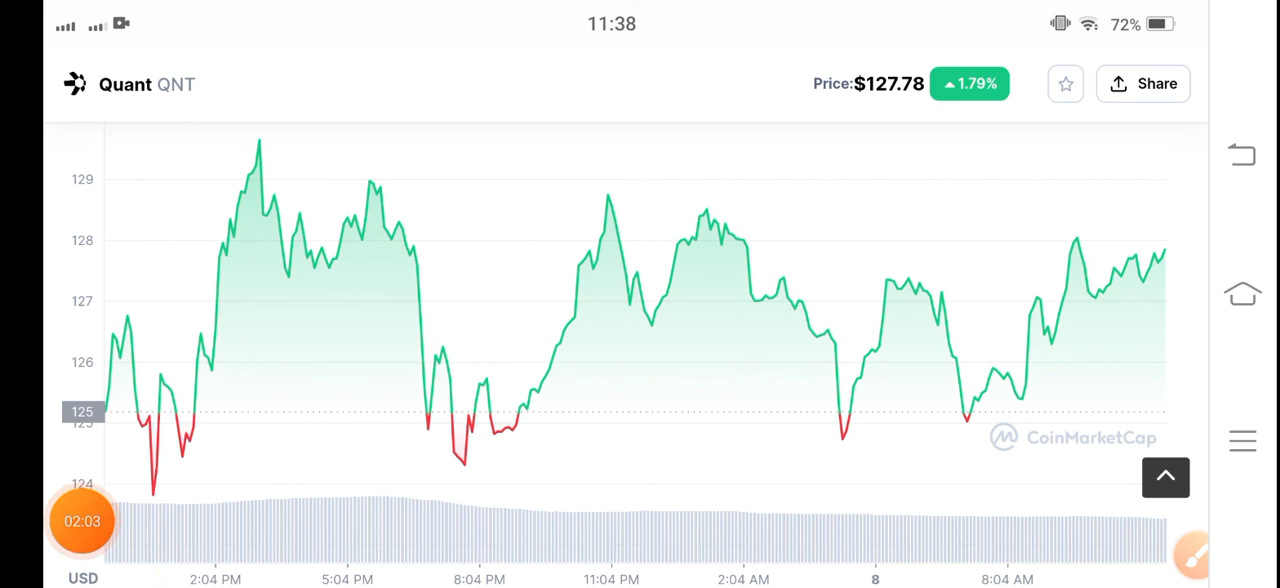 11:38
72%
Quant QNT
Price:$127.78 1.79%
Share
129
128
127
126
125
124
CoinMarketCap
02:03
USD
2:04 PM 5:04 PM 8:04 PM 11:04 PM 2:04 AM 8 8:04 AM